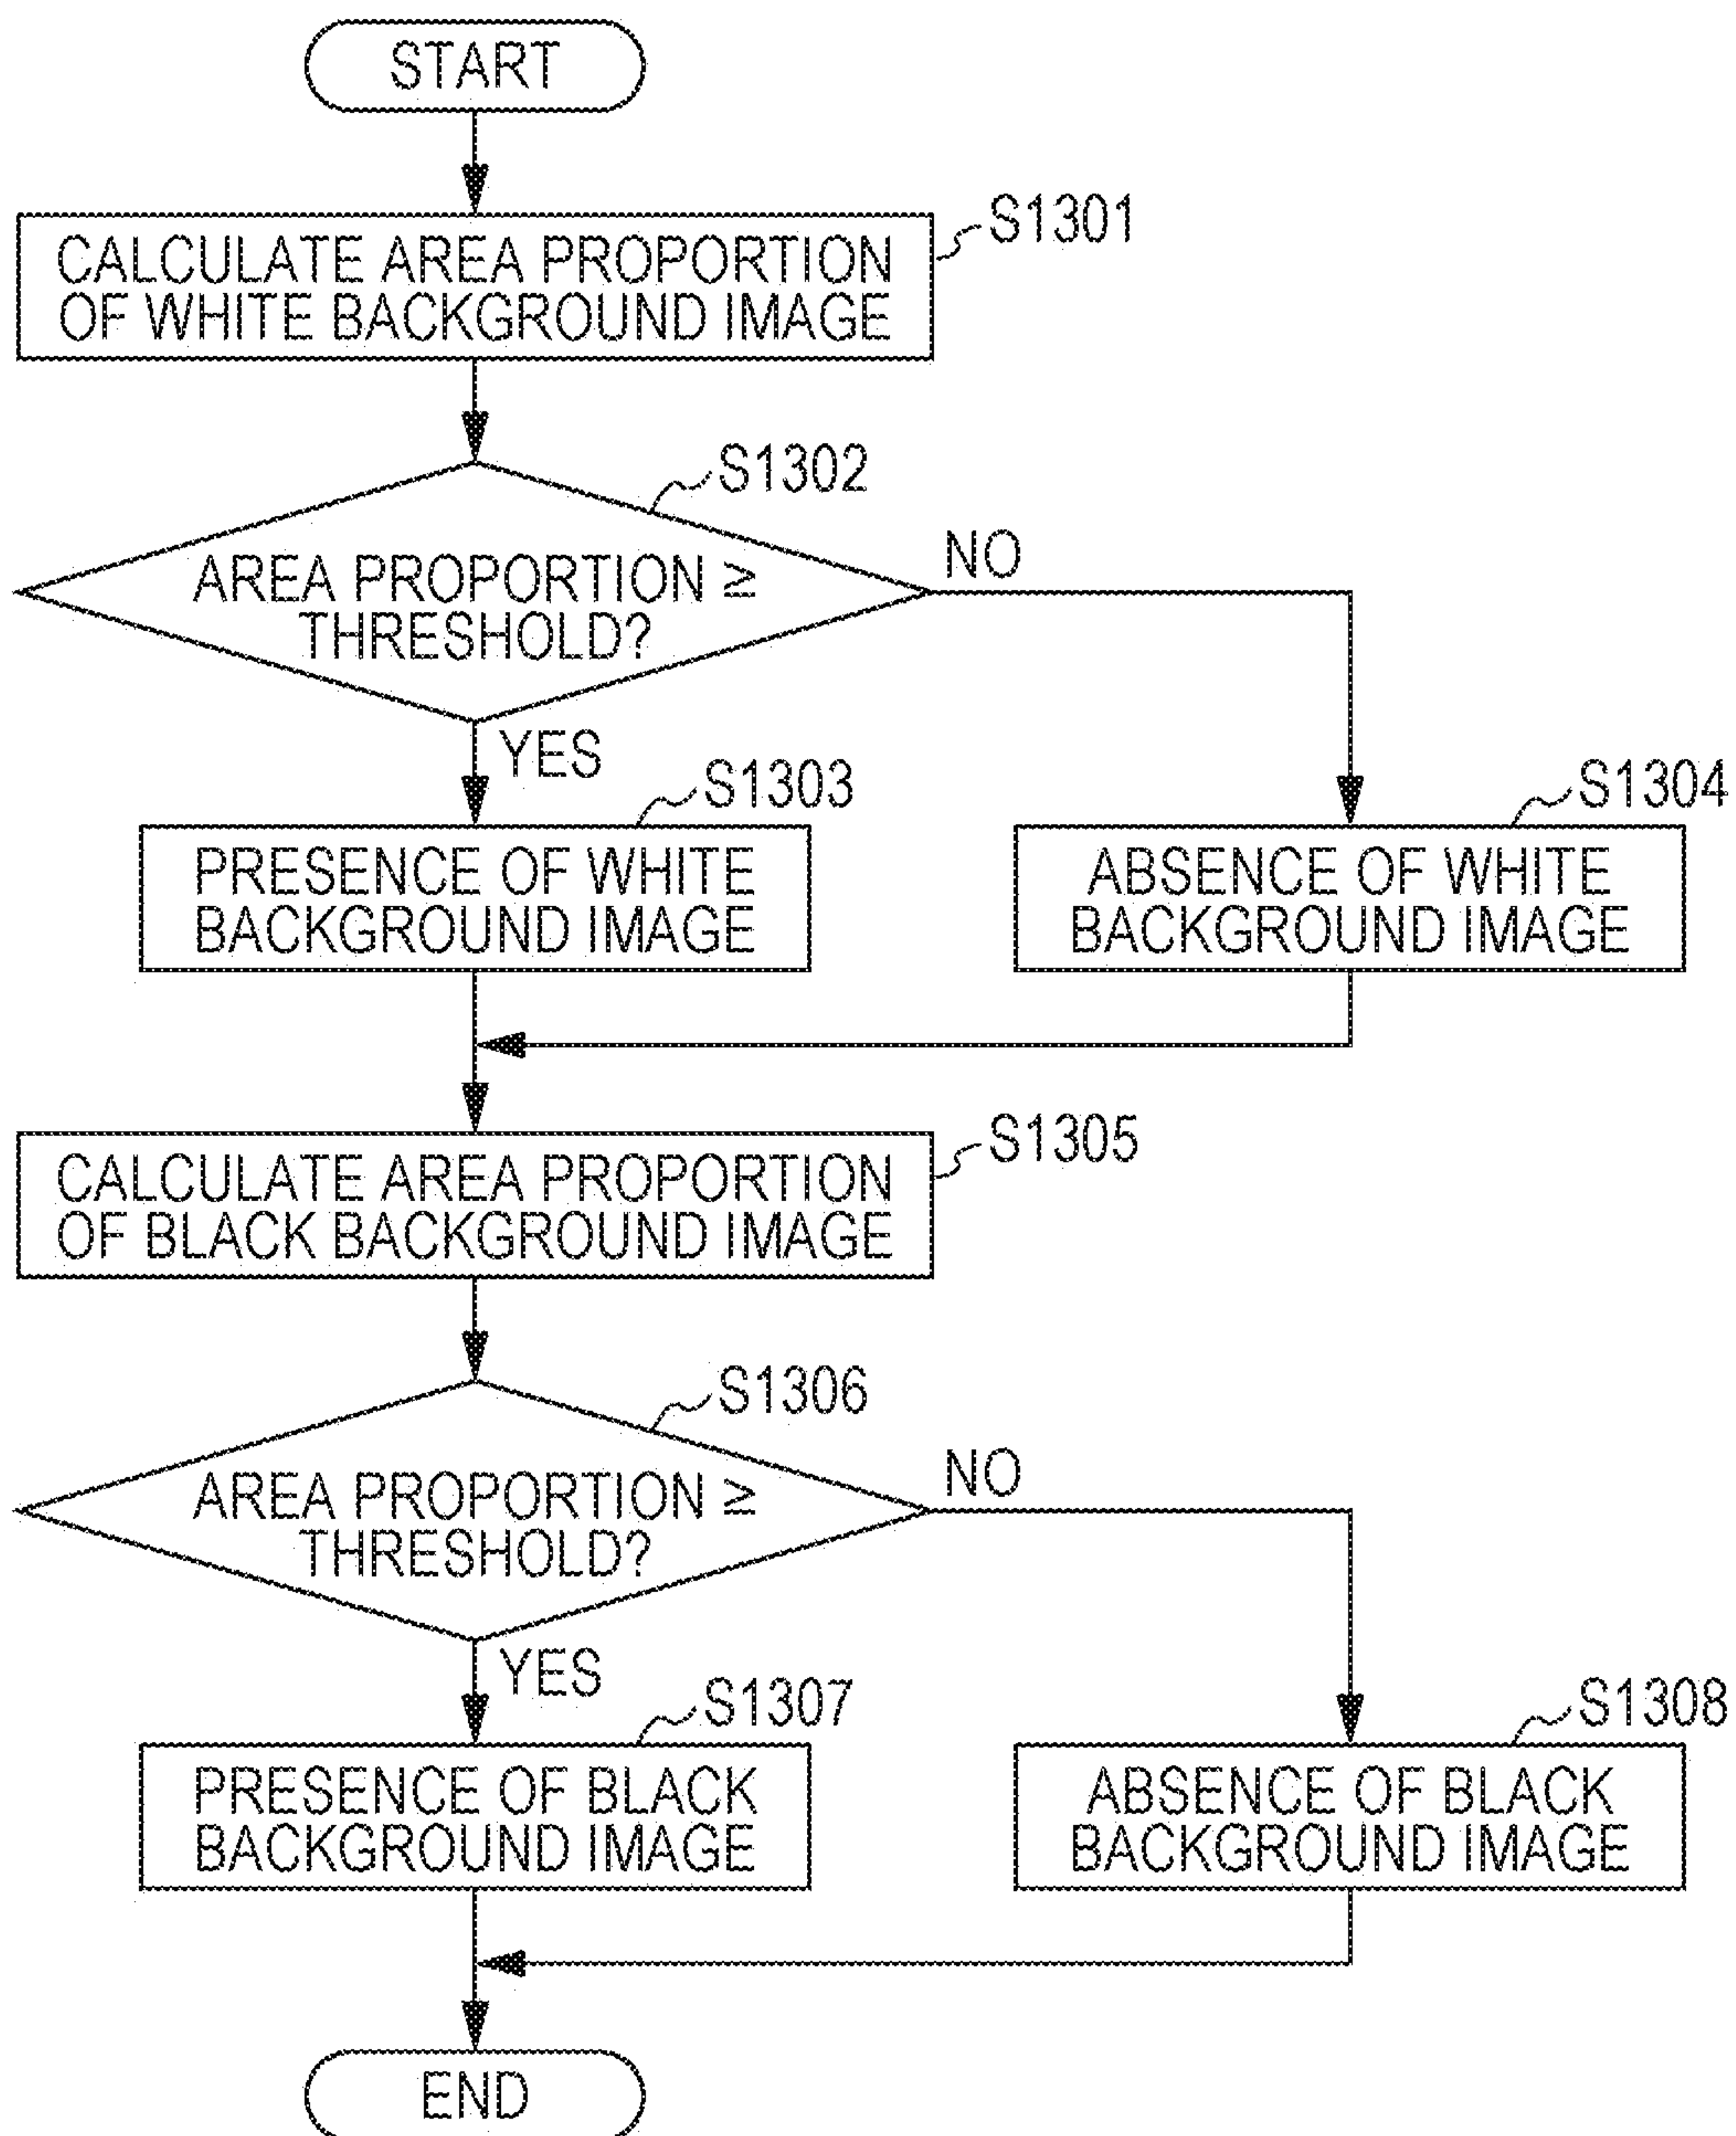 START
S1301
CALCULATE AREA PROPORTION
OF WHITE BACKGROUND IMAGE
S1302
AREA PROPORTION ≥
THRESHOLD?
NO
YES
S1303
PRESENCE OF WHITE
BACKGROUND IMAGE
S1304
ABSENCE OF WHITE
BACKGROUND IMAGE
S1305
CALCULATE AREA PROPORTION
OF BLACK BACKGROUND IMAGE
S1306
AREA PROPORTION ≥
THRESHOLD?
NO
YES
S1307
PRESENCE OF BLACK
BACKGROUND IMAGE
S1308
ABSENCE OF BLACK
BACKGROUND IMAGE
END